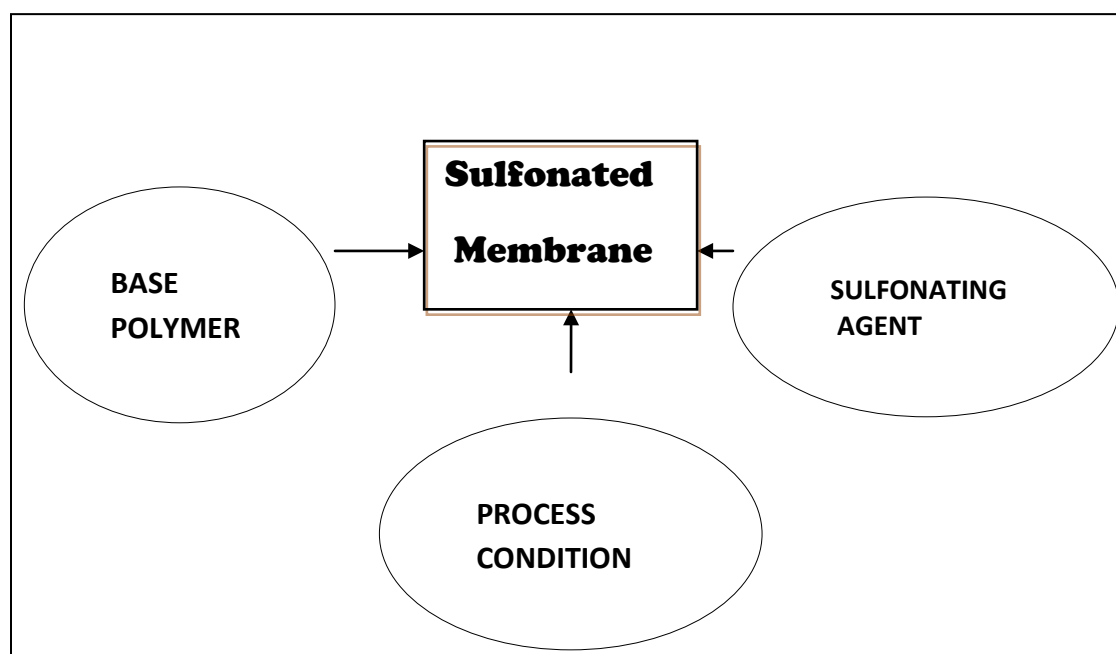 Sulfonated
Membrane
BASE
POLYMER
SULFONATING
AGENT
PROCESS
CONDITION